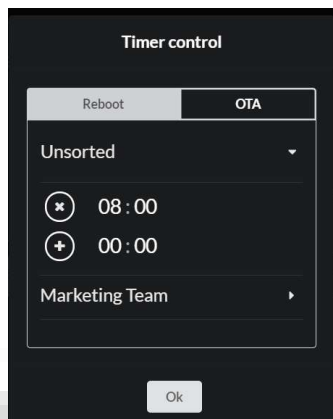 Timer control
Reboot OTA
Unsorted
08:00
00:00
Marketing Team
Ok